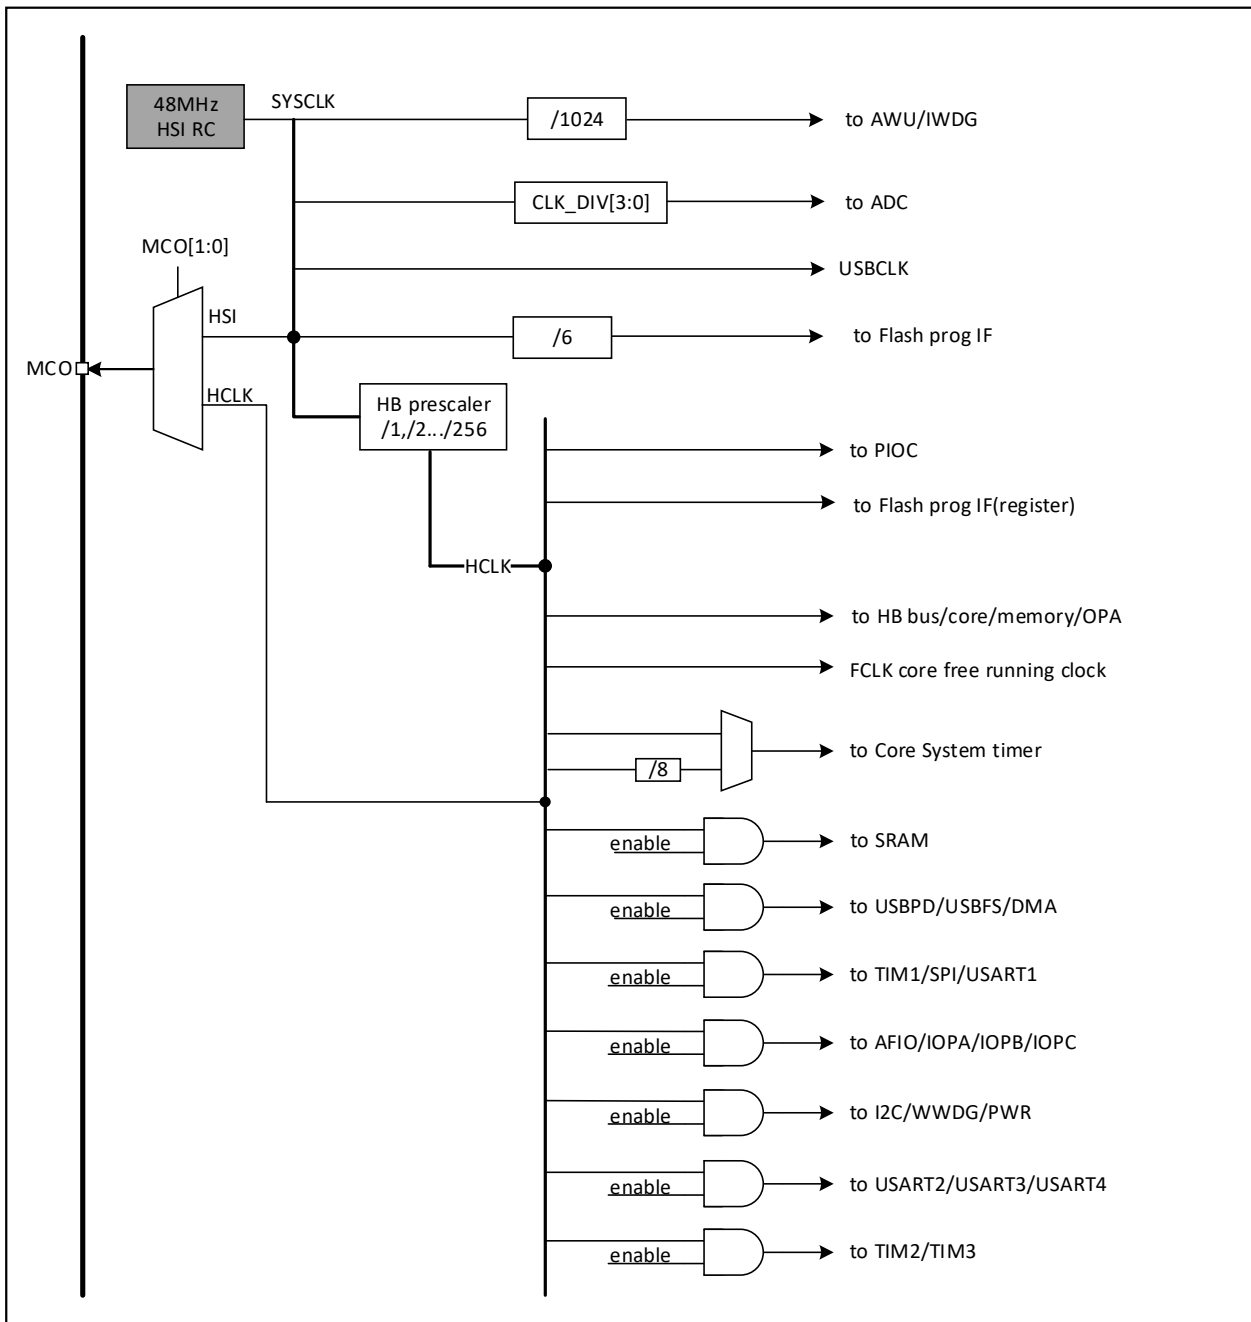 48MHz
HSI RC
SYSCLK
/1024
to AWU/IWDG
CLK_DIV[3:0]
to ADC
MCO[1:0]
USBCLK
HSI
/6
to Flash prog IF
MCO
HCLK
HB prescaler
/1,/2.../256
to PIOC
to Flash prog IF(register)
HCLK
to HB bus/core/memory/OPA
FCLK core free running clock
/8
to Core System timer
enable
to SRAM
enable
to USBPD/USBFS/DMA
enable
to TIM1/SPI/USART1
enable
to AFIO/IOPA/IOPB/IOPC
enable
to I2C/WWDG/PWR
enable
to USART2/USART3/USART4
enable
to TIM2/TIM3